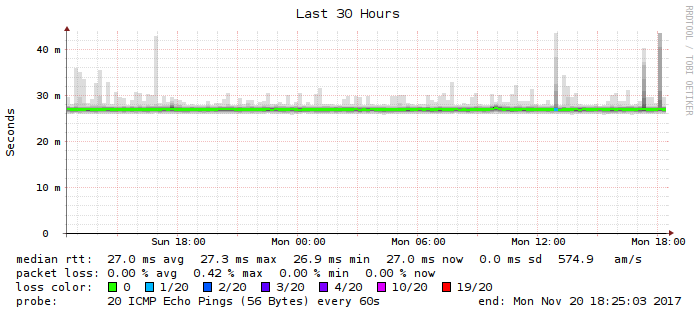 Last 30 Hours
RRDTOOL / TOBI OETIKER
Seconds
40 m
30 m
20 m
10 m
0
Sun 18:00 Mon 00:00 Mon 06:00 Mon 12:00 Mon 18:00
median rtt: 27.0 ms avg 27.3 ms max 26.9 ms min 27.0 ms now 0.0 ms sd 574.9 am/s
packet loss: 0.00 % avg 0.42 % max 0.00 % min 0.00 % now
loss color: 0 1/20 2/20 3/20 4/20 10/20 19/20
probe: 20 ICMP Echo Pings (56 Bytes) every 60s end: Mon Nov 20 18:25:03 2017